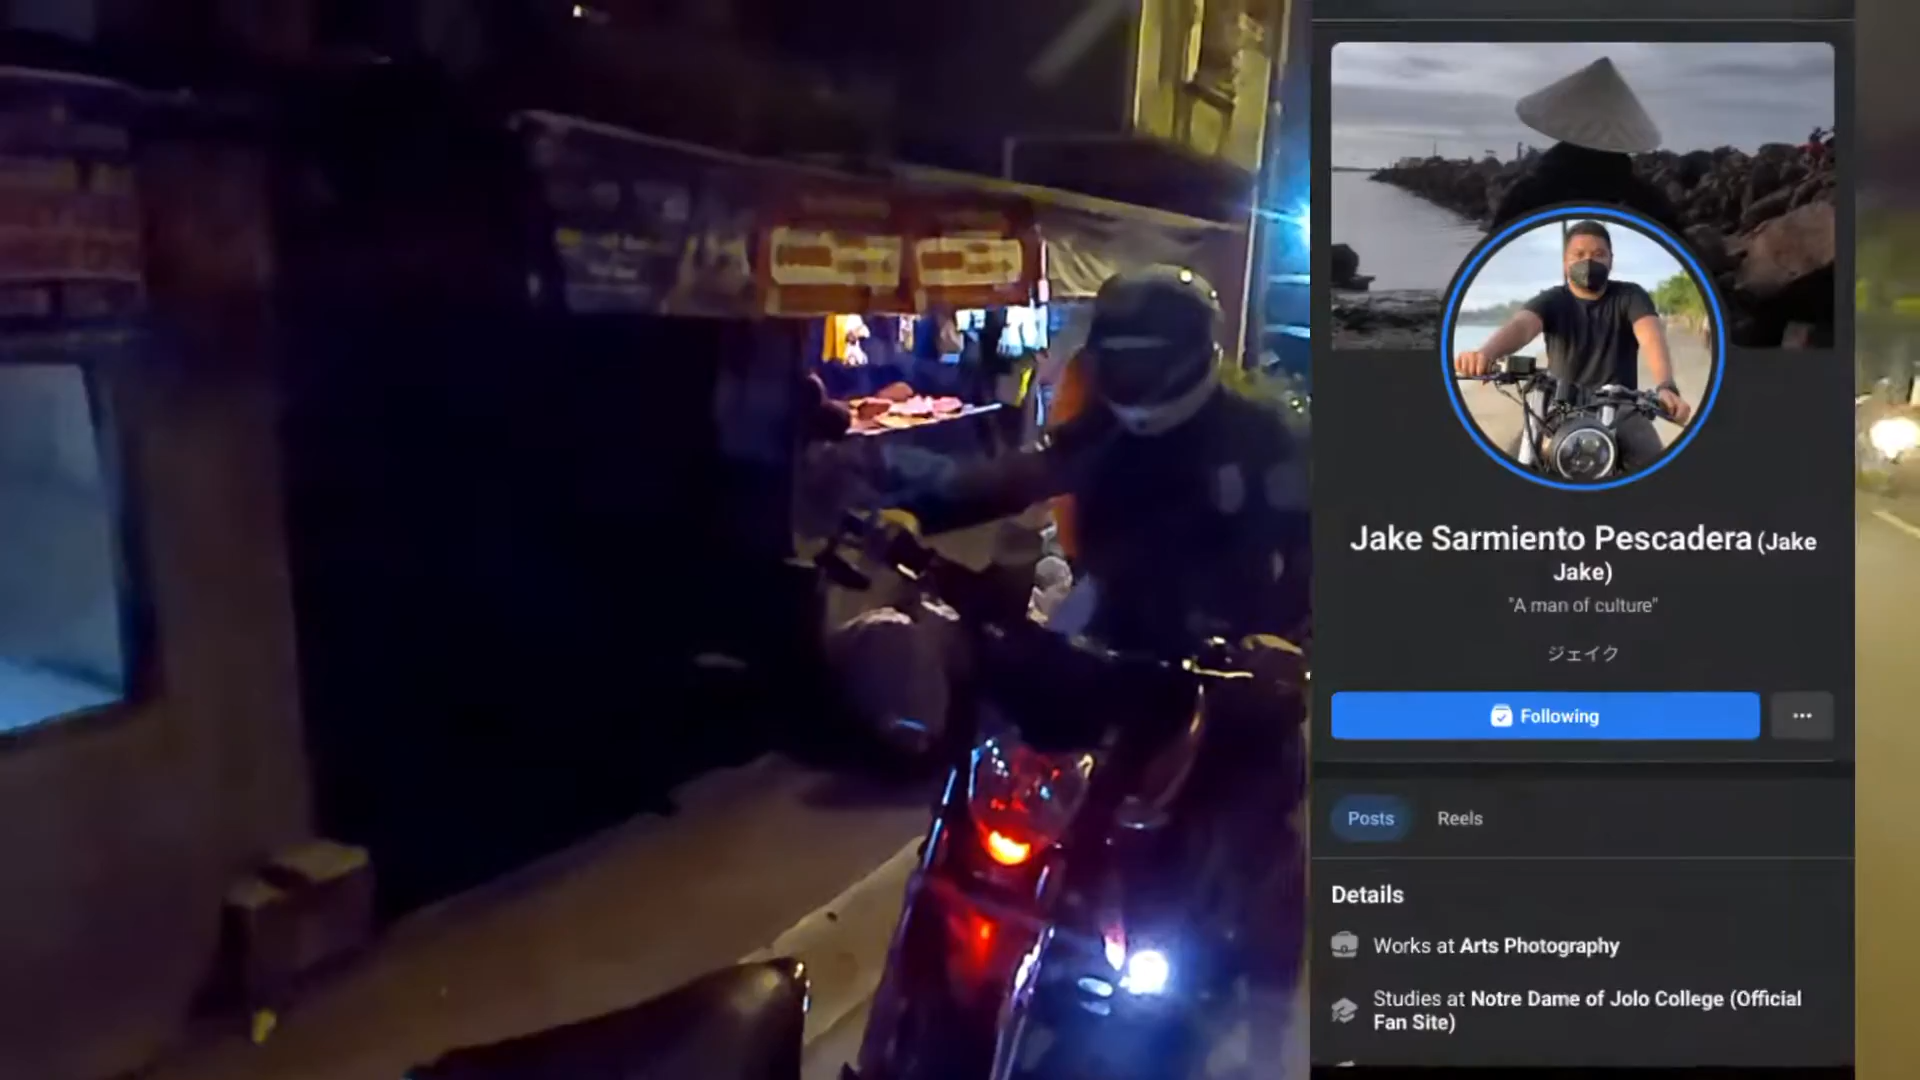 Jake Sarmiento Pescadera (Jake
Jake)
"A man of culture"
ジェイク
Following
Posts
Reels
Details
Works at Arts Photography
Studies at Notre Dame of Jolo College (Official
Fan Site)